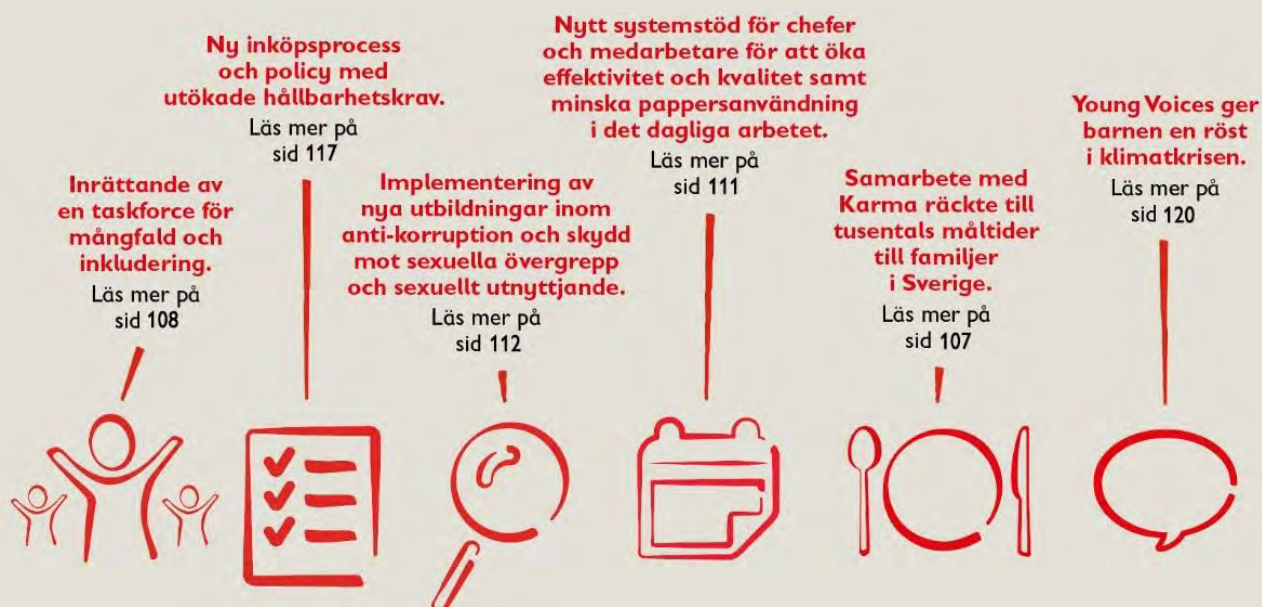 Inrättande av
en taskforce för
mångfald och
inkludering.
Läs mer på
sid 108
Ny inköpsprocess
och policy med
utökade hållbarhetskrav.
Läs mer på
sid 117
Implementering av
nya utbildningar inom
anti-korruption och skydd
mot sexuella övergrepp
och sexuellt utnyttjande.
Läs mer på
sid 112
Nytt systemstöd för chefer
och medarbetare för att öka
effektivitet och kvalitet samt
minska pappersanvändning
i det dagliga arbetet.
Läs mer på
sid 111
Samarbete med
Karma räckte till
tusentals måltider
till familjer
i Sverige.
Läs mer på
sid 107
Young Voices ger
barnen en röst
i klimatkrisen.
Läs mer på
sid 120